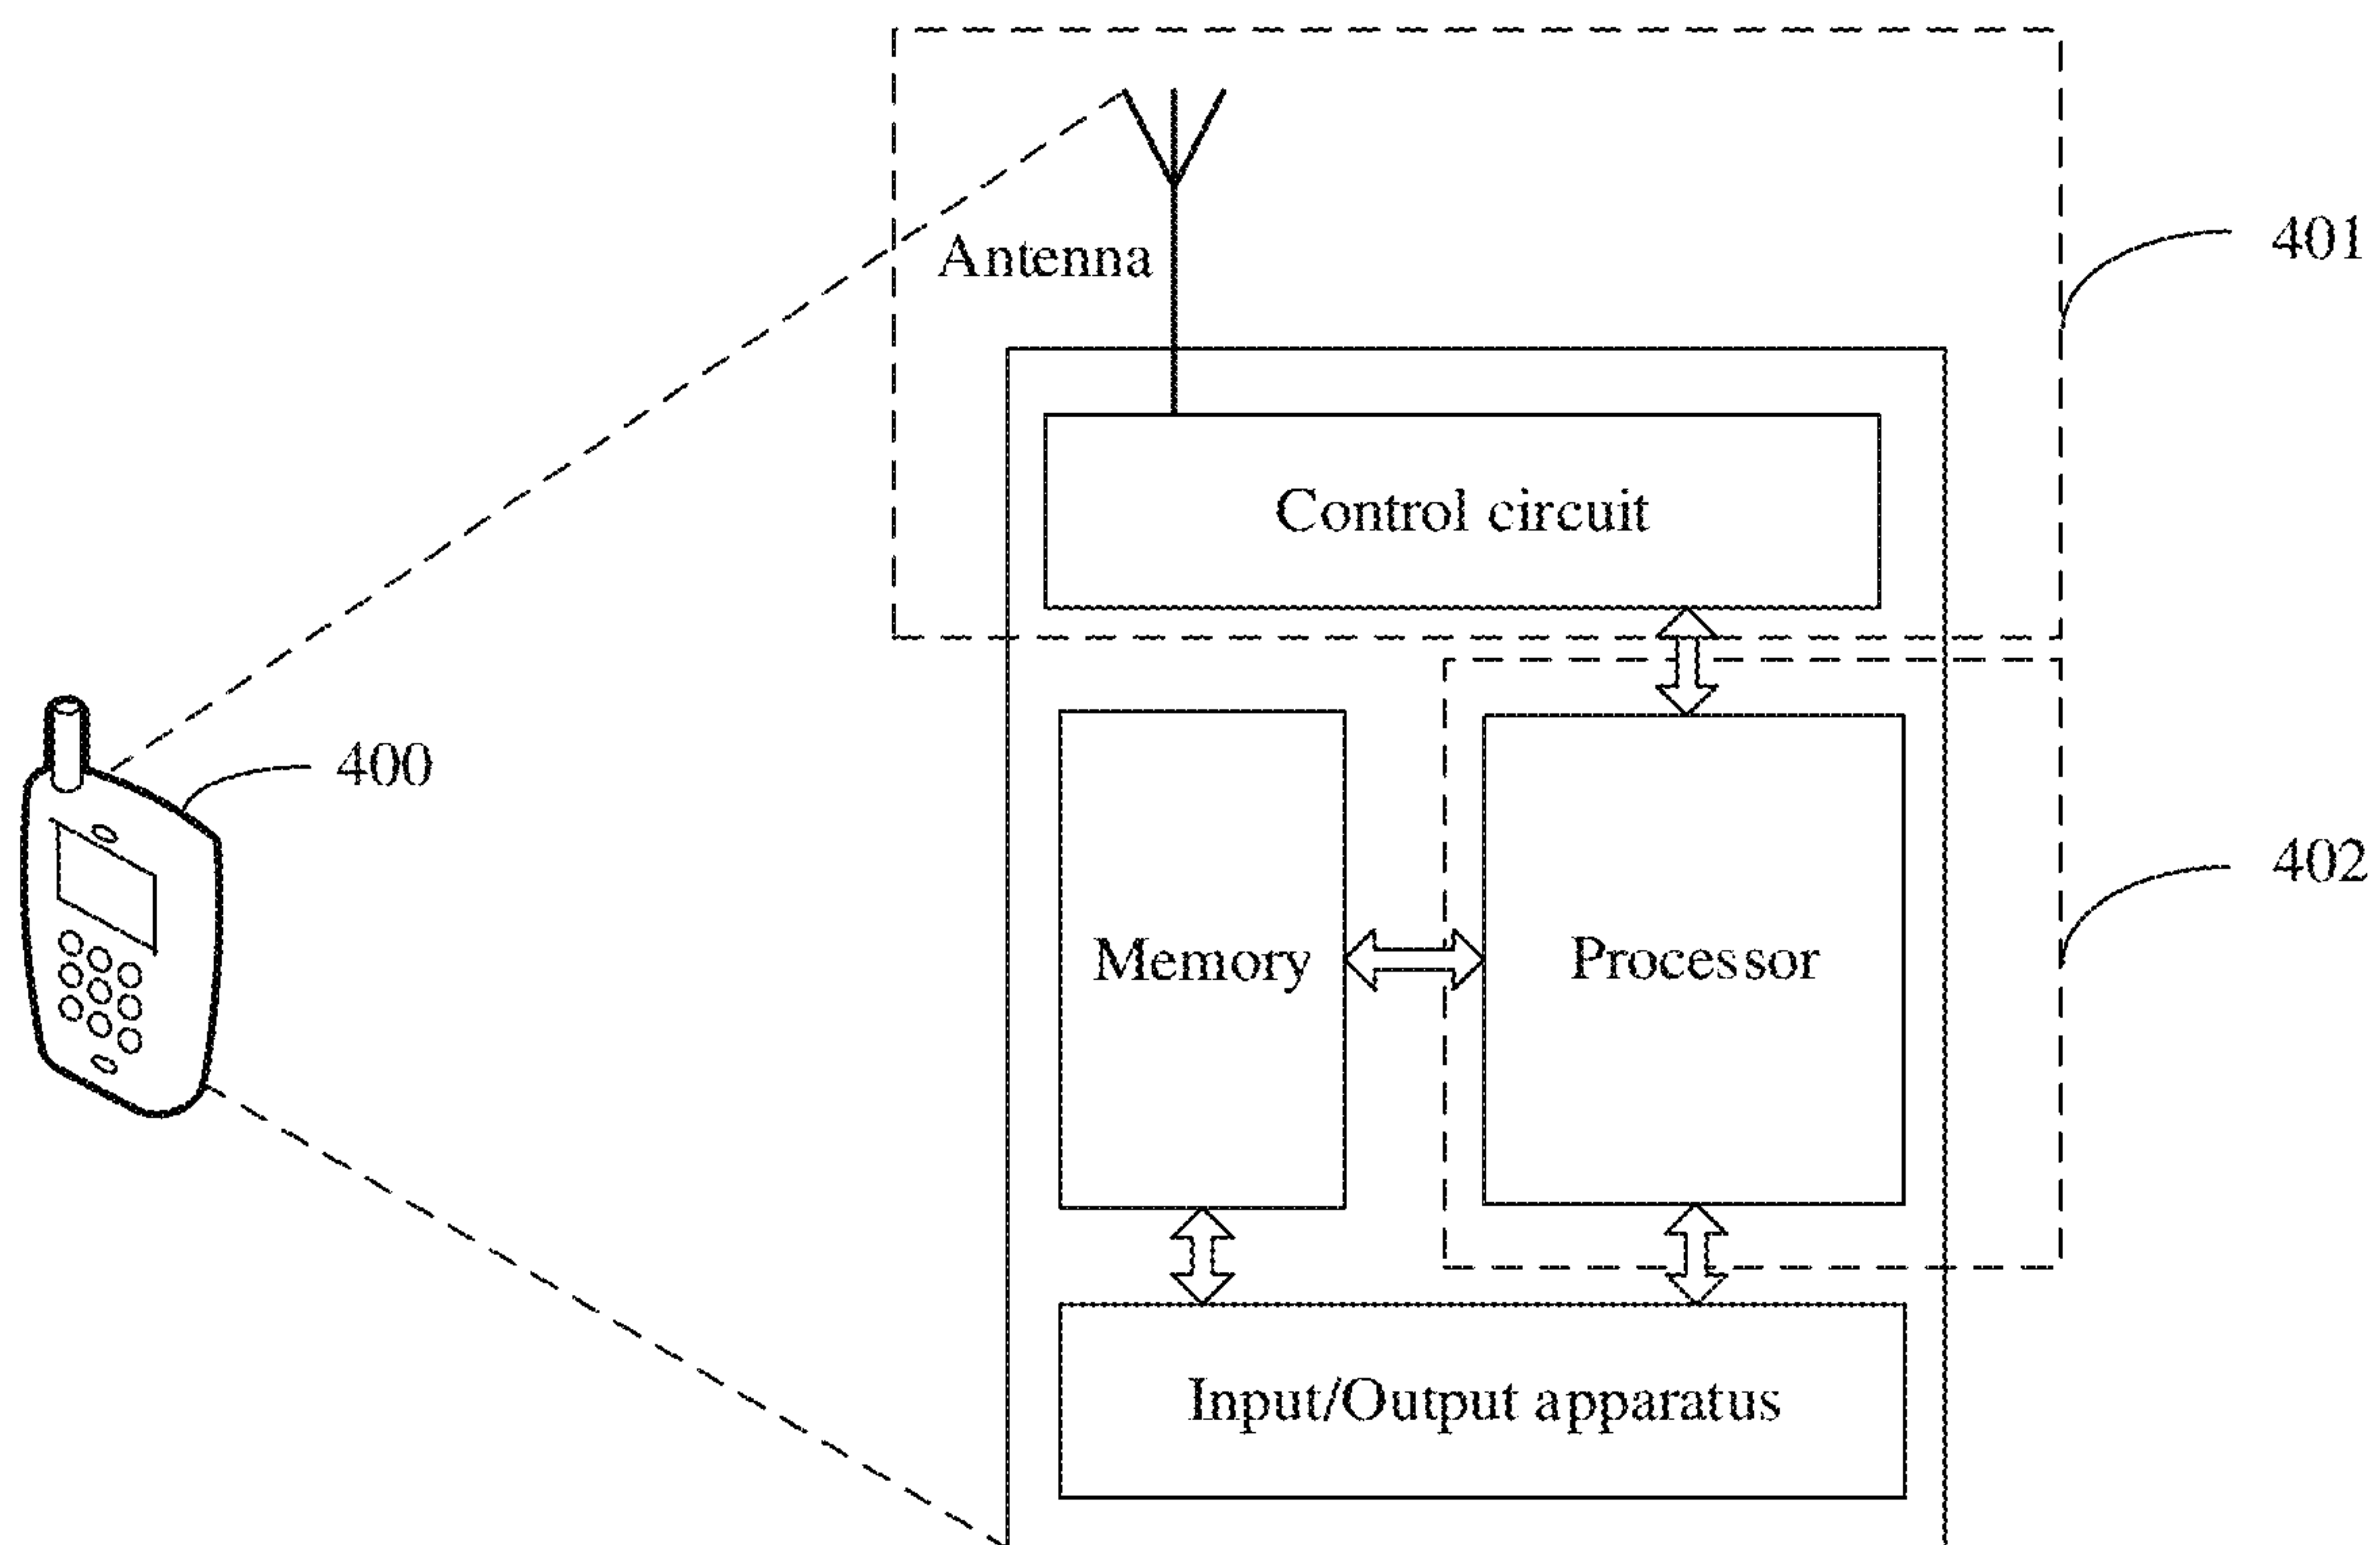 Antenna
401
Control circuit
400
Memory
Processor
402
Input/Output apparatus